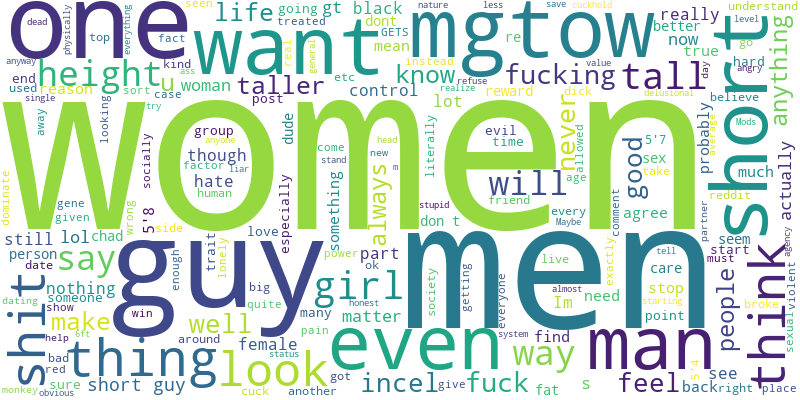 one
want
life
going
gt black
seen
top
fact
height
u
woman
taller
mgtow
know
fucking
tall
short
anything
dont
GETS
really
better
now
true
understand
go
hard
believe
less
nature
save
cuckhold
level
day
angry
value
refuse
realize
delusional
instead
etc
mean
re
real
general
treated
kind
ass
sort
try
physically
everything
dead
anyway
end
used
reason
case
single
looking
away
post
control
lot
reward
dick
women
dominate
gene
given
wrong
socially
5'8
group
though
hate
factor
human
anyone
liar
dude
come
stand
head
new
m
something
especially
literally
always
don t
evil
time
friend
will
never
age
allowed
every
stupid
Maybe
good
sex
5'7
take
agree
comment
probably
average
reddit
Mods
much
actually
still
lol
chad
side
person
say
nothing
date
someone
shit
guy
men
trait
lonely
enough
love
big
quite
many
power
ok
honest
pain
part
girl
matter
society
getting
everyone
almost
live
exactly
Im
need
care
stop
point
people
partner
tell
seem
start
must
broke
starting
think
agency
violent
sexual
dating
show
help
6ft
win
make
well
around
female
status
find
system
way
man
bad
red
monkey
obvious
sure
thing
short guy
look
cuck
got
another
even
incel
give
fuck
fat
s
feel
back
5'4
see
right
place